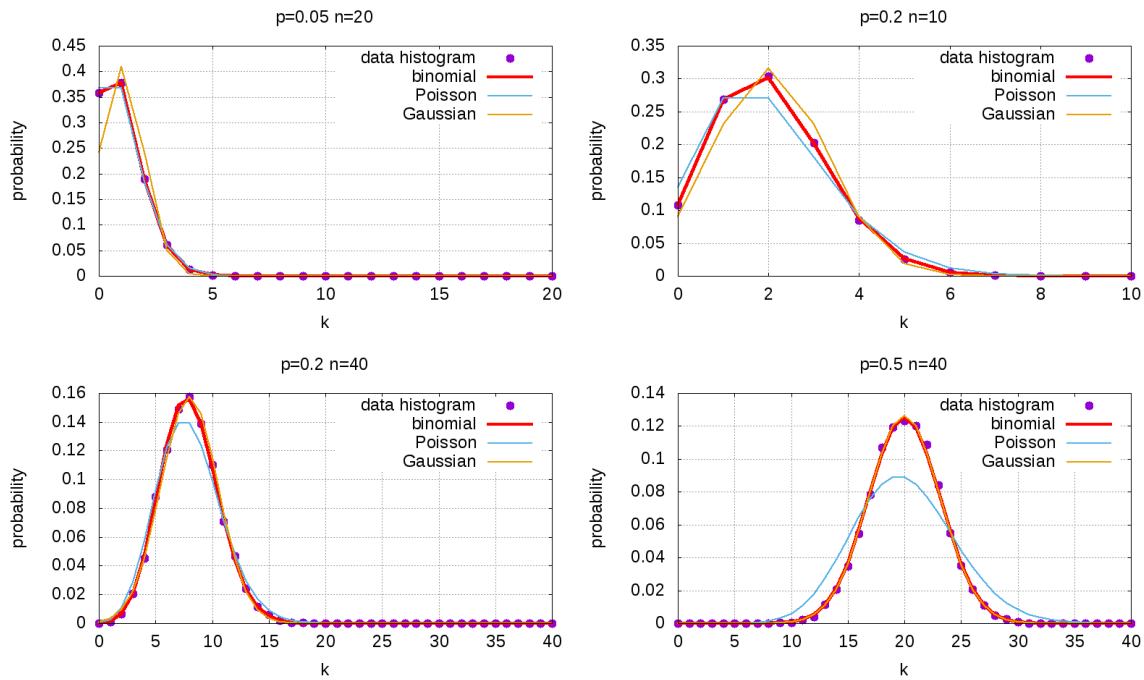 p=0.05 n=20
0.45
0.4
0.35
0.3
0.25
0.2
0.15
0.1
0.05
0
probability
data histogram
binomial
Poisson
Gaussian
0 5 10 15 20
k
p=0.2 n=10
0.35
0.3
0.25
0.2
0.15
0.1
0.05
0
probability
data histogram
binomial
Poisson
Gaussian
0 2 4 6 8 10
k
p=0.2 n=40
0.16
0.14
0.12
0.1
0.08
0.06
0.04
0.02
0
probability
data histogram
binomial
Poisson
Gaussian
0 5 10 15 20 25 30 35 40
k
p=0.5 n=40
0.14
0.12
0.1
0.08
0.06
0.04
0.02
0
probability
data histogram
binomial
Poisson
Gaussian
0 5 10 15 20 25 30 35 40
k